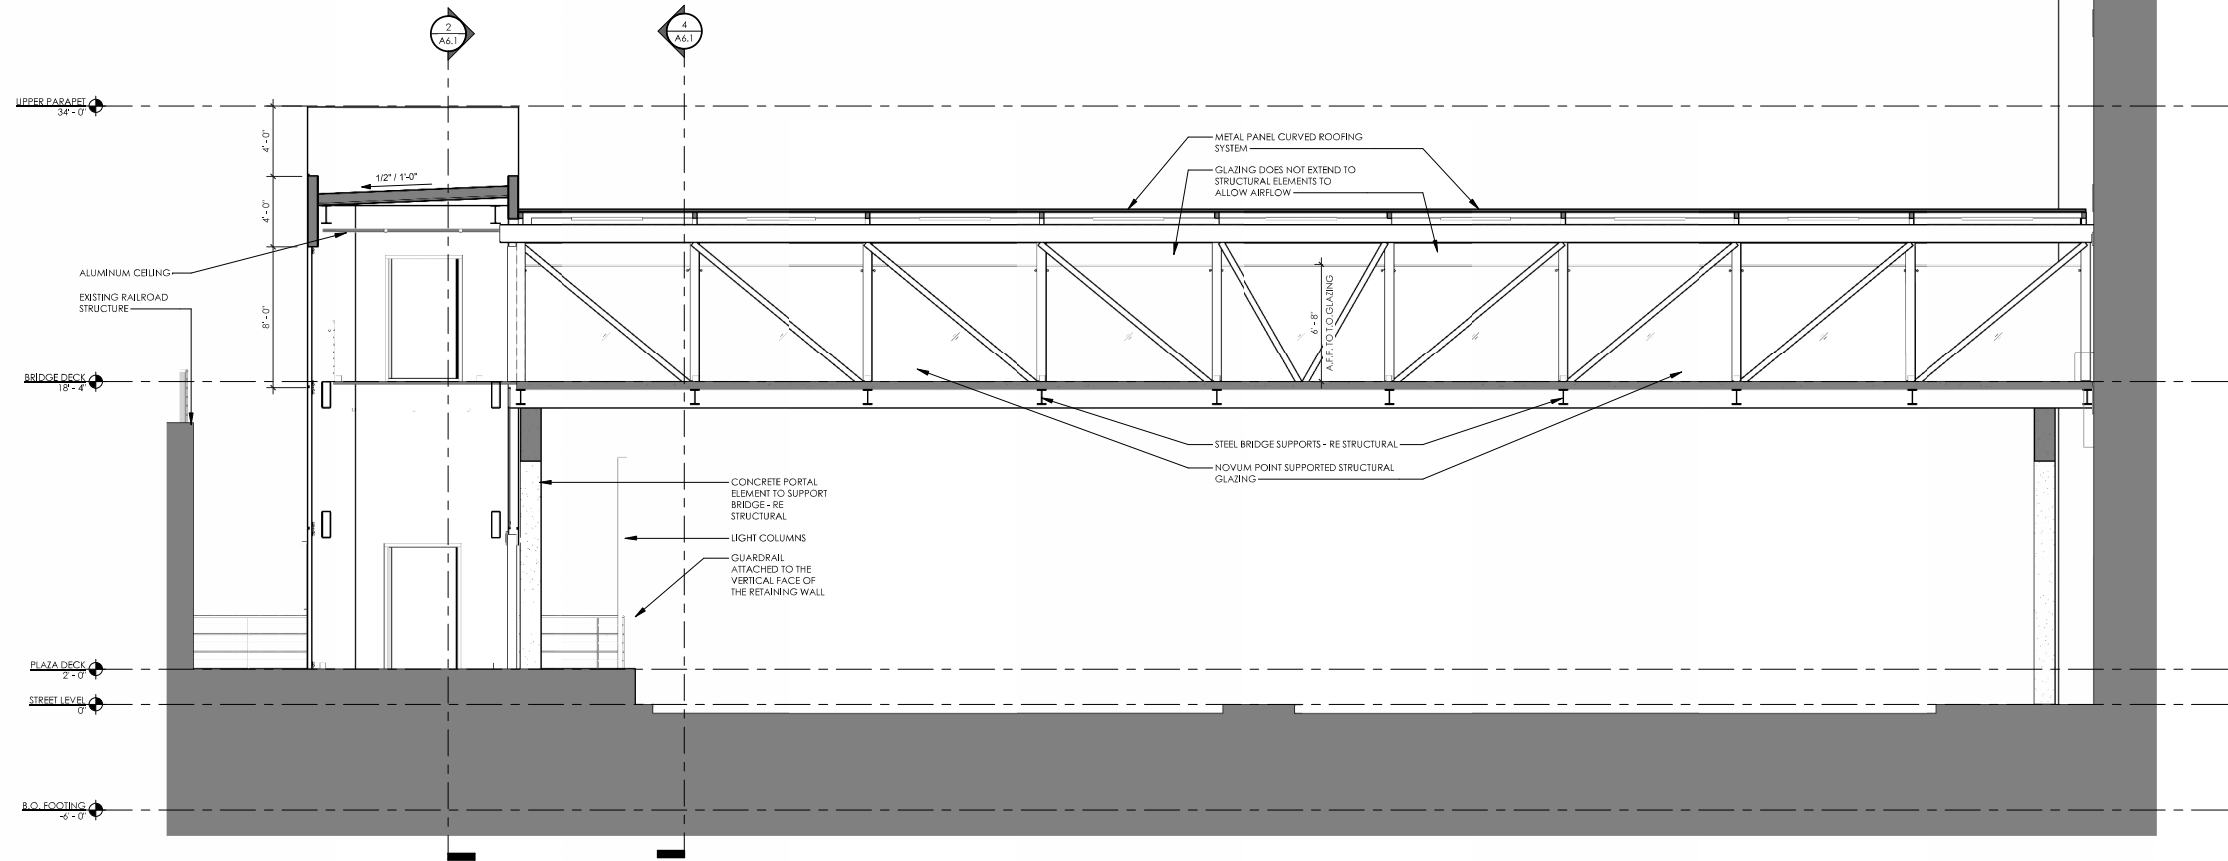 2
A6.1
4
A6.1
UPPER PARAPET
34' - 0"
4' - 0"
1/2" / 1'-0"
METAL PANEL CURVED ROOFING
SYSTEM
GLAZING DOES NOT EXTEND TO
STRUCTURAL ELEMENTS TO
ALLOW AIRFLOW
4' - 0"
ALUMINUM CEILING
EXISTING RAILROAD
STRUCTURE
8' - 0"
6' - 8"
A.F.F. TO T.O.GLAZING
BRIDGE DECK
18' - 4"
STEEL BRIDGE SUPPORTS - RE STRUCTURAL
NOVUM POINT SUPPORTED STRUCTURAL
GLAZING
CONCRETE PORTAL
ELEMENT TO SUPPORT
BRIDGE - RE
STRUCTURAL
LIGHT COLUMNS
GUARDRAIL
ATTACHED TO THE
VERTICAL FACE OF
THE RETAINING WALL
PLAZA DECK
2' - 0"
STREET LEVEL
0"
B.O. FOOTING
-6' - 0"